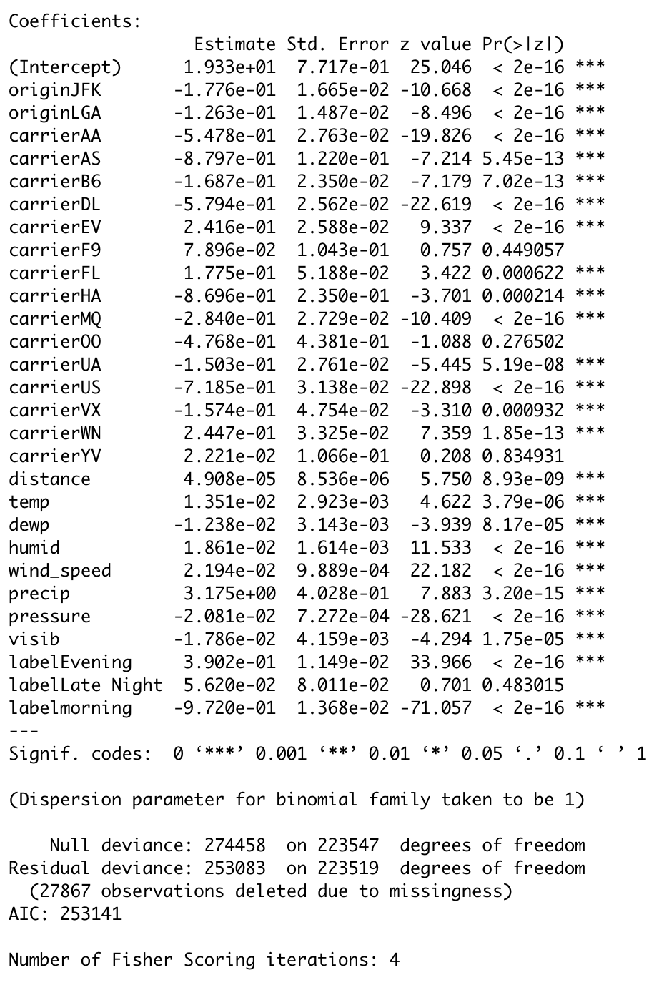 Coefficients:
                  Estimate Std. Error z value Pr(>|z|)
(Intercept)      1.933e+01  7.717e-01  25.046  < 2e-16 ***
originJFK       -1.776e-01  1.665e-02 -10.668  < 2e-16 ***
originLGA       -1.263e-01  1.487e-02  -8.496  < 2e-16 ***
carrierAA       -5.478e-01  2.763e-02 -19.826  < 2e-16 ***
carrierAS       -8.797e-01  1.220e-01  -7.214 5.45e-13 ***
carrierB6       -1.687e-01  2.350e-02  -7.179 7.02e-13 ***
carrierDL       -5.794e-01  2.562e-02 -22.619  < 2e-16 ***
carrierEV        2.416e-01  2.588e-02   9.337  < 2e-16 ***
carrierF9        7.896e-02  1.043e-01   0.757 0.449057
carrierFL        1.775e-01  5.188e-02   3.422 0.000622 ***
carrierHA       -8.696e-01  2.350e-01  -3.701 0.000214 ***
carrierMQ       -2.840e-01  2.729e-02 -10.409  < 2e-16 ***
carrierOO       -4.768e-01  4.381e-01  -1.088 0.276502
carrierUA       -1.503e-01  2.761e-02  -5.445 5.19e-08 ***
carrierUS       -7.185e-01  3.138e-02 -22.898  < 2e-16 ***
carrierVX       -1.574e-01  4.754e-02  -3.310 0.000932 ***
carrierWN        2.447e-01  3.325e-02   7.359 1.85e-13 ***
carrierYV        2.221e-02  1.066e-01   0.208 0.834931
distance         4.908e-05  8.536e-06   5.750 8.93e-09 ***
temp             1.351e-02  2.923e-03   4.622 3.79e-06 ***
dewp            -1.238e-02  3.143e-03  -3.939 8.17e-05 ***
humid            1.861e-02  1.614e-03  11.533  < 2e-16 ***
wind_speed       2.194e-02  9.889e-04  22.182  < 2e-16 ***
precip           3.175e+00  4.028e-01   7.883 3.20e-15 ***
pressure        -2.081e-02  7.272e-04 -28.621  < 2e-16 ***
visib           -1.786e-02  4.159e-03  -4.294 1.75e-05 ***
labelEvening     3.902e-01  1.149e-02  33.966  < 2e-16 ***
labelLate Night  5.620e-02  8.011e-02   0.701 0.483015
labelmorning    -9.720e-01  1.368e-02 -71.057  < 2e-16 ***
---
Signif. codes:  0 ‘***’ 0.001 ‘**’ 0.01 ‘*’ 0.05 ‘.’ 0.1 ‘ ’ 1
(Dispersion parameter for binomial family taken to be 1)
    Null deviance: 274458  on 223547  degrees of freedom
Residual deviance: 253083  on 223519  degrees of freedom
  (27867 observations deleted due to missingness)
AIC: 253141
Number of Fisher Scoring iterations: 4